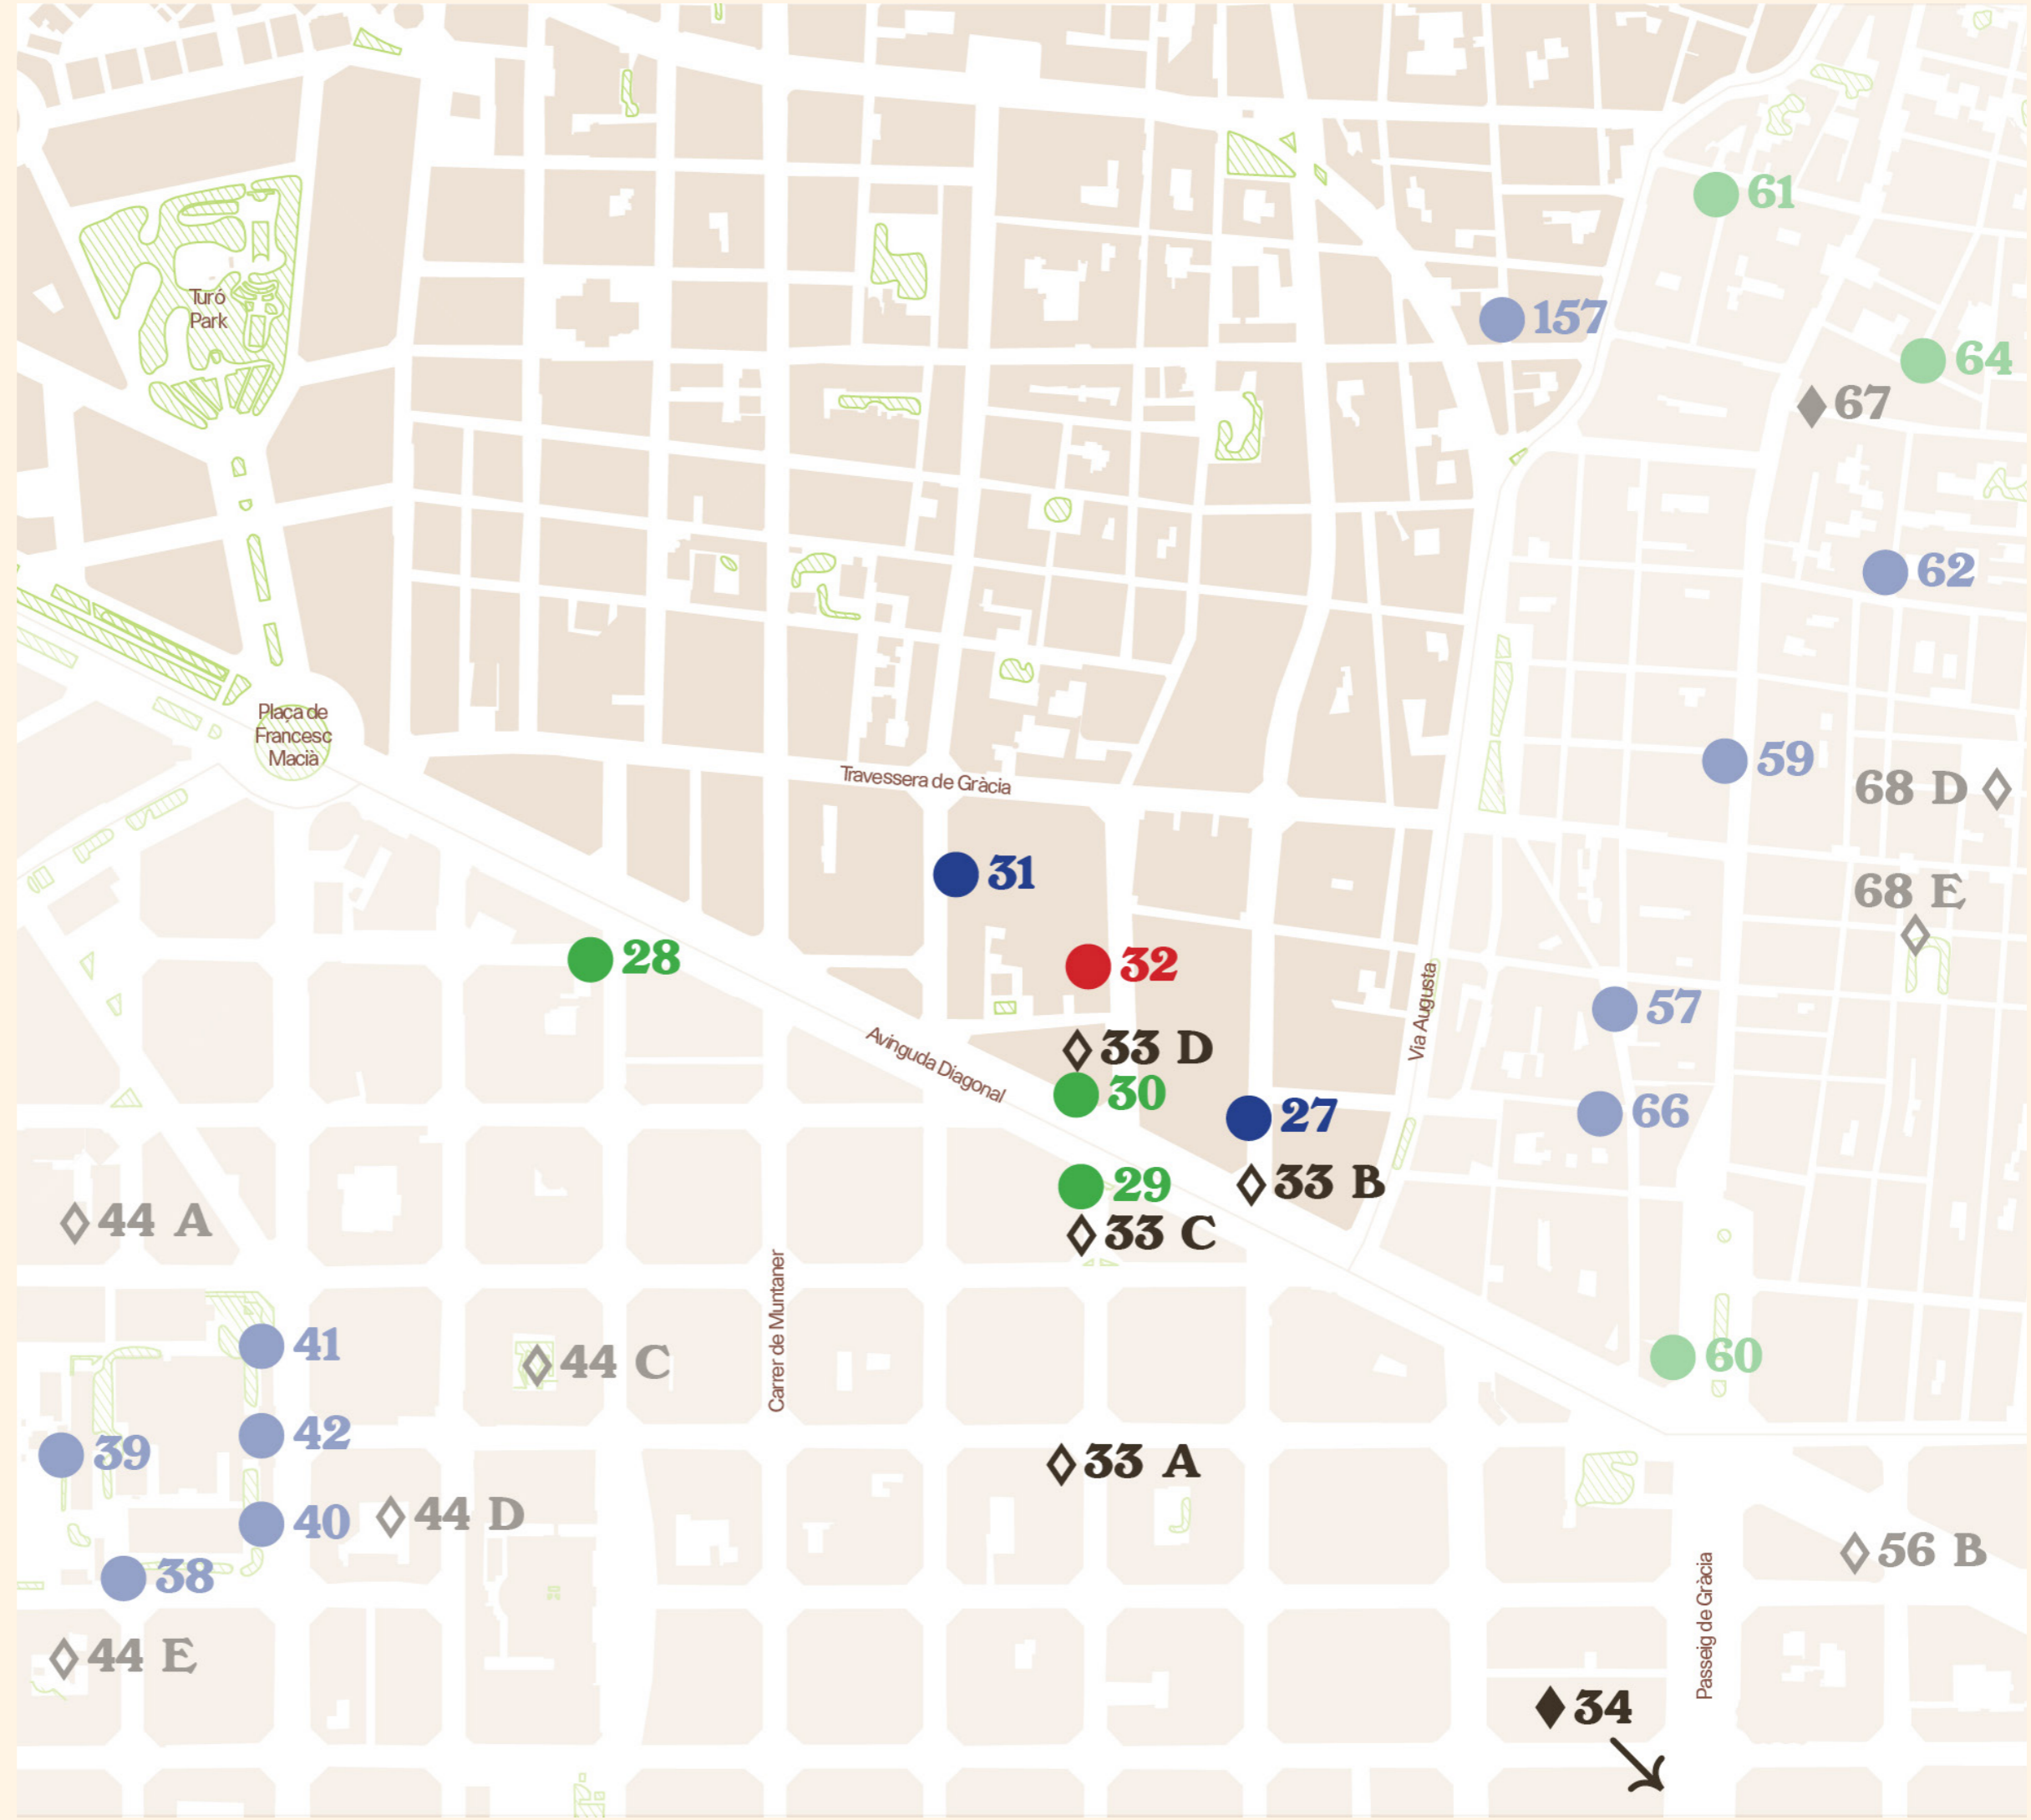 61
157
Turó
Park
64
67
62
Plaça de
Francesc
Macià
59
Travessera de Gràcia
68 D
31
68 E
28
32
57
Via Augusta
33 D
Avinguda Diagonal
30
27
66
29
33 B
44 A
33 C
Carrer de Muntaner
41
44 C
60
42
39
33 A
44 D
40
56 B
38
Passeig de Gràcia
44 E
34